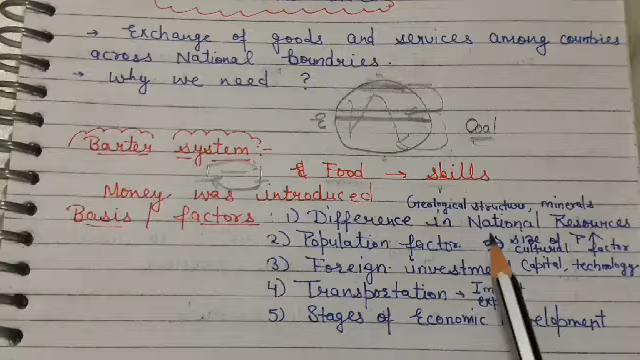 → Exchange of goods and services among countries
across National boundries.
→ Why we need ?
Coal
Barter system :-
Food → skills
Money was introduced
Geological structure, minerals
Basis / factors : 1) Difference in National Resources
2) Population factor size of P↑
cultural factor
3) Foreign investment Capital, technology
4) Transportation →
5) Stages of Economic